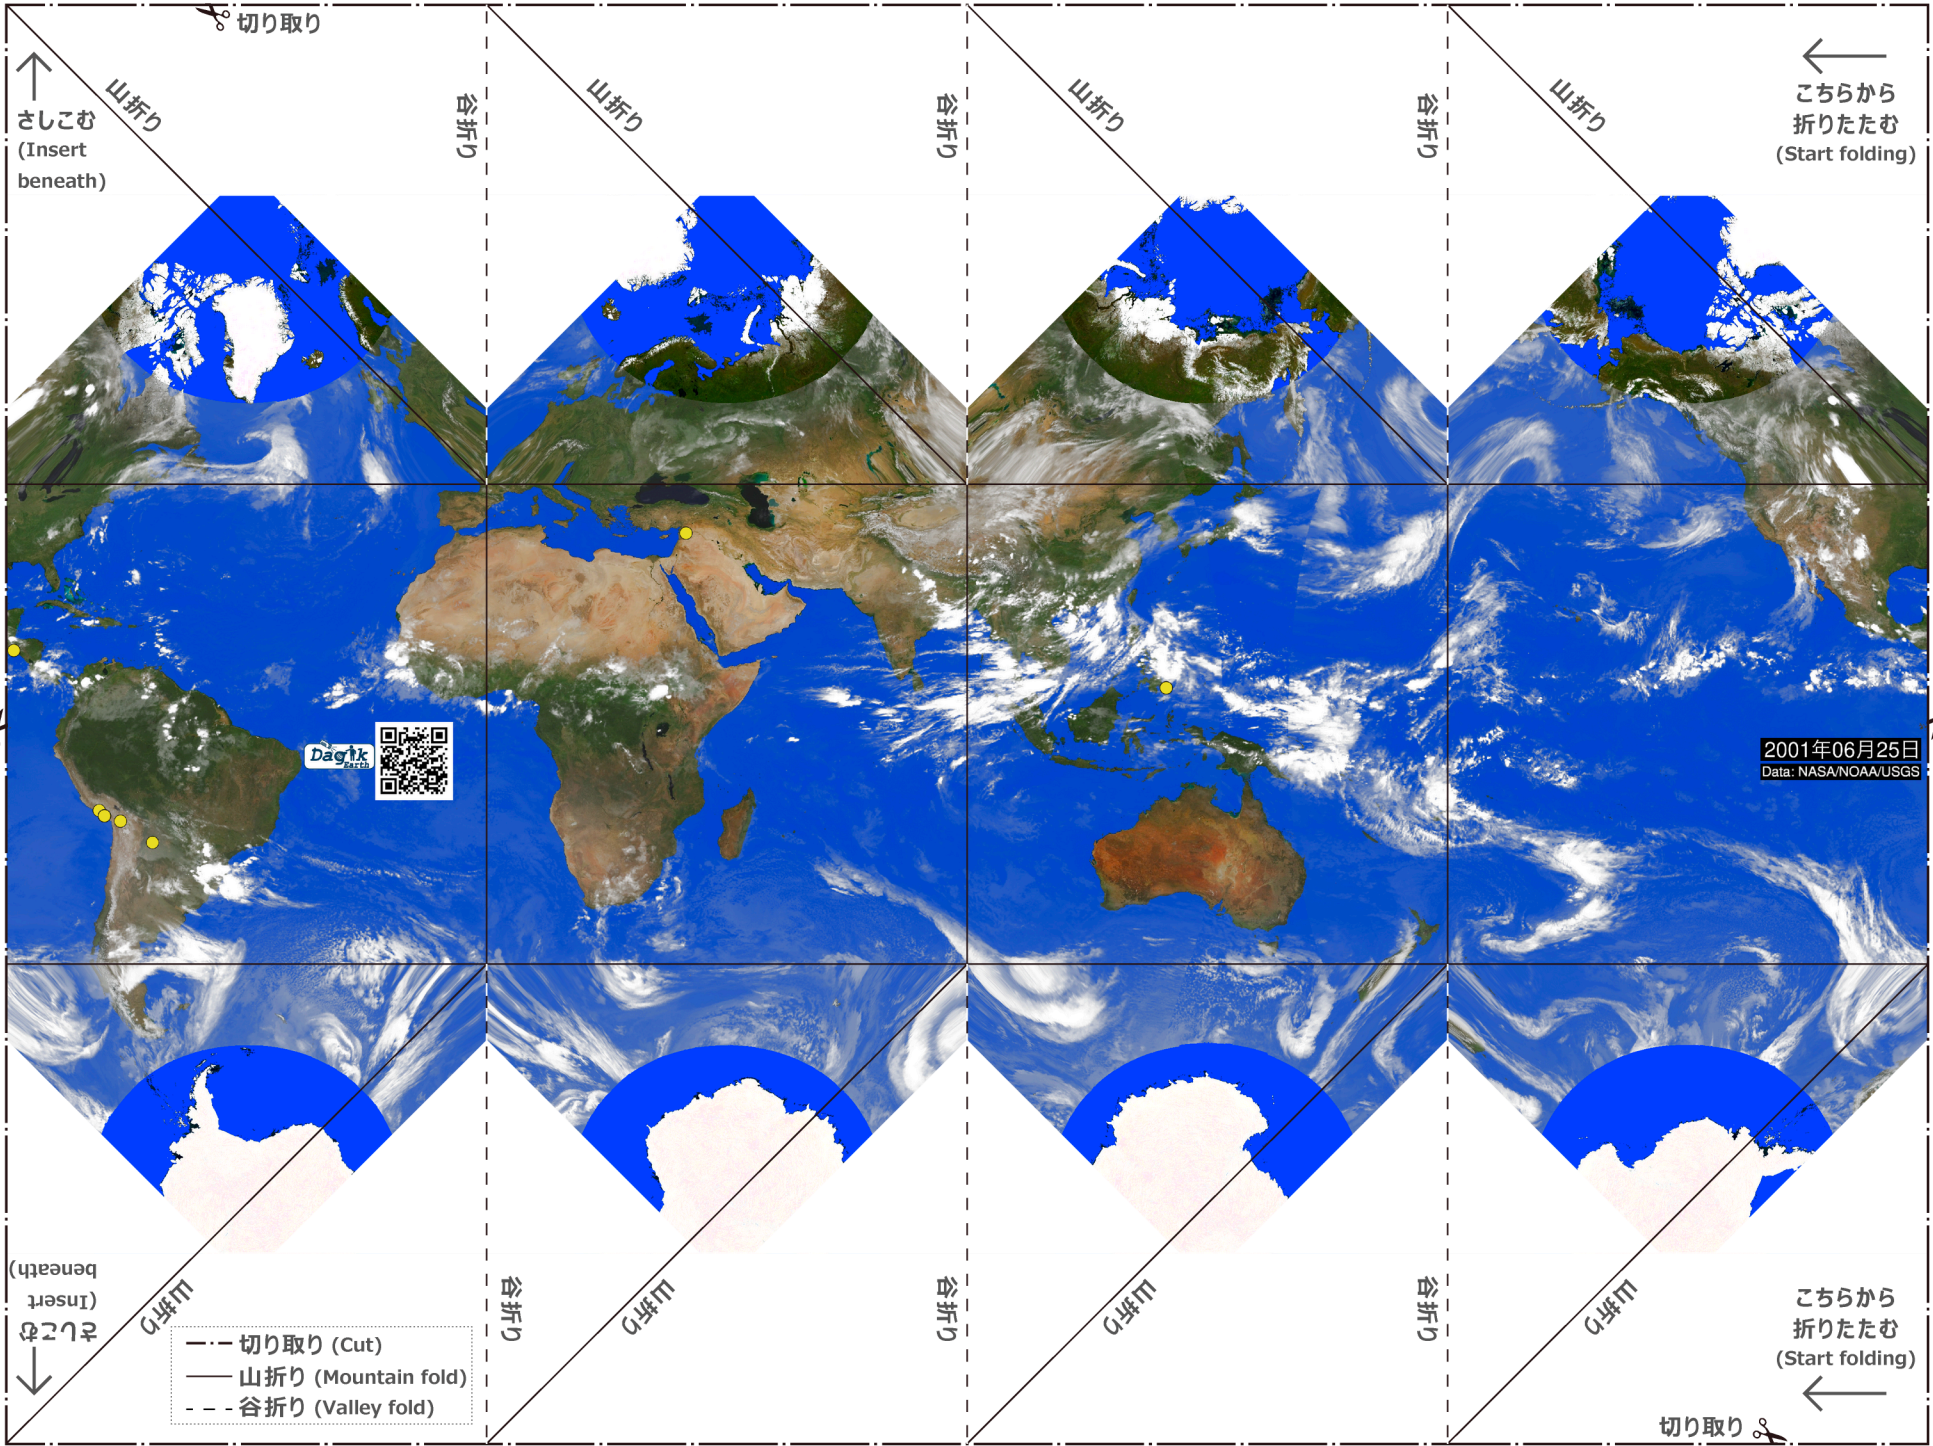 切り取り
さしこむ
(Insert
beneath)
山折り
谷折り
山折り
谷折り
山折り
谷折り
山折り
こちらから
折りたたむ
(Start folding)
Dagik
Earth
2001年06月25日
Data: NASA/NOAA/USGS
さしこむ
(Insert
beneath)
山折り
谷折り
山折り
谷折り
山折り
谷折り
山折り
こちらから
折りたたむ
(Start folding)
切り取り (Cut)
山折り (Mountain fold)
谷折り (Valley fold)
切り取り